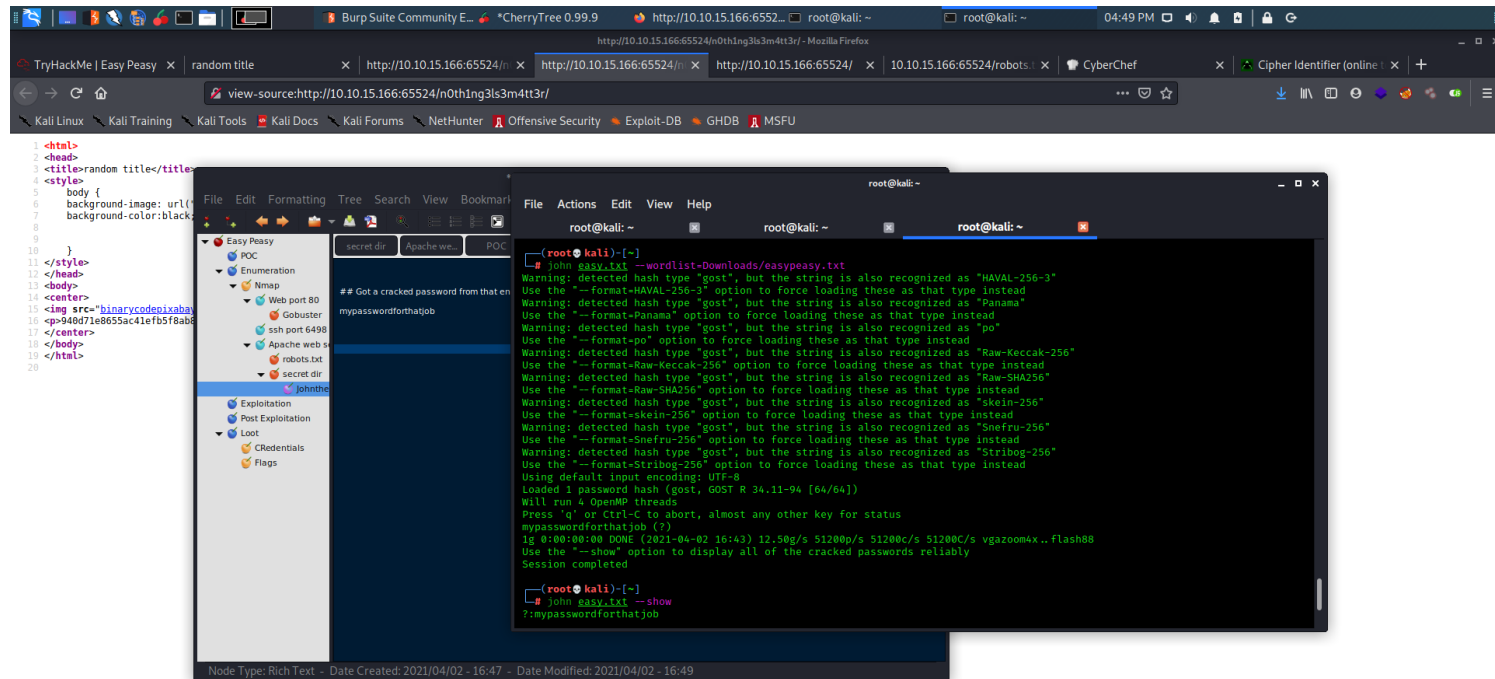 Burp Suite Community E...
*CherryTree 0.99.9
http://10.10.15.166:6552...
root@kali: ~
root@kali: ~
04:49 PM
http://10.10.15.166:65524/n0th1ng3ls3m4tt3r/ - Mozilla Firefox
TryHackMe | Easy Peasy
random title
http://10.10.15.166:65524/n
http://10.10.15.166:65524/n
http://10.10.15.166:65524/
10.10.15.166:65524/robots.t
CyberChef
Cipher Identifier (online t
view-source:http://10.10.15.166:65524/n0th1ng3ls3m4tt3r/
Kali Linux
Kali Training
Kali Tools
Kali Docs
Kali Forums
NetHunter
Offensive Security
Exploit-DB
GHDB
MSFU
1 <html>
2 <head>
3 <title>random title</title>
4 <style>
5 body {
6 background-image: url('
7 background-color:black;
8
9
10 }
11 </style>
12 </head>
13 <body>
14 <center>
15 <img src="binarycodepixabay
16 <p>940d71e8655ac41efb5f8ab8
17 </center>
18 </body>
19 </html>
20
File Edit Formatting Tree Search View Bookmark
Easy Peasy
POC
Enumeration
Nmap
Web port 80
Gobuster
ssh port 6498
Apache web s
robots.txt
secret dir
Johnthe
Exploitation
Post Exploitation
Loot
CRedentials
Flags
secret dir
Apache we...
POC
## Got a cracked password from that en
mypasswordforthatjob
Node Type: Rich Text - Date Created: 2021/04/02 - 16:47 - Date Modified: 2021/04/02 - 16:49
root@kali: ~
File Actions Edit View Help
root@kali: ~
root@kali: ~
root@kali: ~
(root💀kali)-[~]
# john easy.txt --wordlist=Downloads/easypeasy.txt
Warning: detected hash type "gost", but the string is also recognized as "HAVAL-256-3"
Use the "--format=HAVAL-256-3" option to force loading these as that type instead
Warning: detected hash type "gost", but the string is also recognized as "Panama"
Use the "--format=Panama" option to force loading these as that type instead
Warning: detected hash type "gost", but the string is also recognized as "po"
Use the "--format=po" option to force loading these as that type instead
Warning: detected hash type "gost", but the string is also recognized as "Raw-Keccak-256"
Use the "--format=Raw-Keccak-256" option to force loading these as that type instead
Warning: detected hash type "gost", but the string is also recognized as "Raw-SHA256"
Use the "--format=Raw-SHA256" option to force loading these as that type instead
Warning: detected hash type "gost", but the string is also recognized as "skein-256"
Use the "--format=skein-256" option to force loading these as that type instead
Warning: detected hash type "gost", but the string is also recognized as "Snefru-256"
Use the "--format=Snefru-256" option to force loading these as that type instead
Warning: detected hash type "gost", but the string is also recognized as "Stribog-256"
Use the "--format=Stribog-256" option to force loading these as that type instead
Using default input encoding: UTF-8
Loaded 1 password hash (gost, GOST R 34.11-94 [64/64])
Will run 4 OpenMP threads
Press 'q' or Ctrl-C to abort, almost any other key for status
mypasswordforthatjob (?)
1g 0:00:00:00 DONE (2021-04-02 16:43) 12.50g/s 51200p/s 51200c/s 51200C/s vgazoom4x..flash88
Use the "--show" option to display all of the cracked passwords reliably
Session completed
(root💀kali)-[~]
# john easy.txt --show
?:mypasswordforthatjob